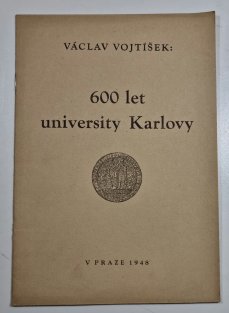 VÁCLAV VOJTÍŠEK:
600 let
university Karlovy
V PRAZE 1948